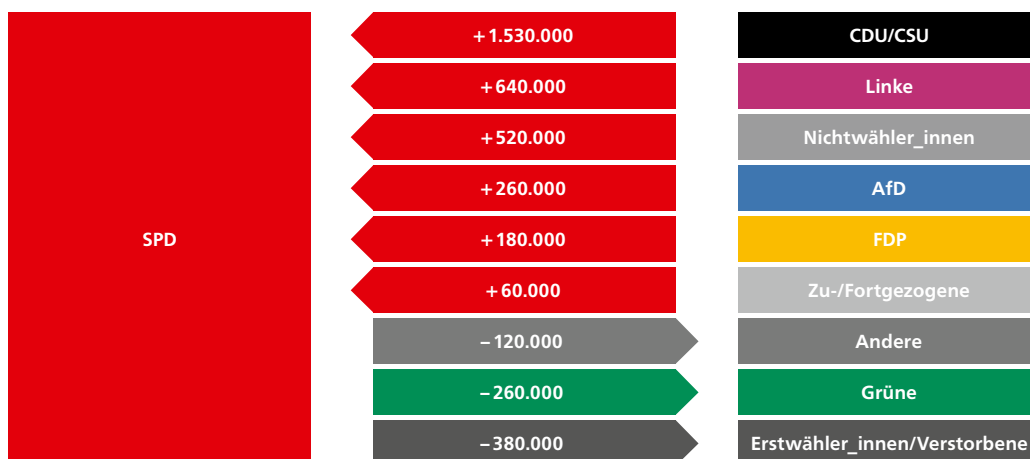 +1.530.000 CDU/CSU
+640.000 Linke
+520.000 Nichtwähler_innen
+260.000 AfD
SPD +180.000 FDP
+60.000 Zu-/Fortgezogene
–120.000 Andere
–260.000 Grüne
–380.000 Erstwähler_innen/Verstorbene